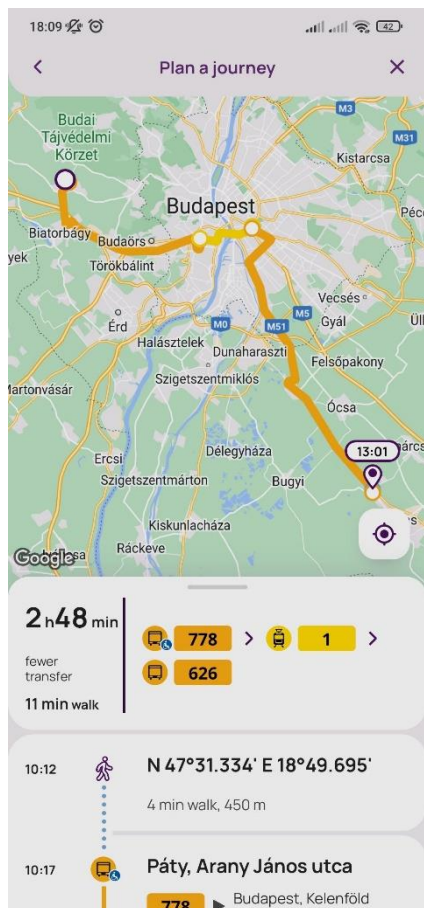 18:09
42
Plan a journey
M3
Budai
Tájvédelmi
Körzet
M31
Kistarcsa
Budapest
Péc
Biatorbágy
Budaörs
yek
Törökbálint
Vecsés
M5
Gyál
Üll
Érd
M0
M51
Halásztelek
Dunaharaszti
Felsőpakony
Szigetszentmiklós
Martonvásár
Ócsa
Délegyháza
13:01
Ercsi
Szigetszentmárton
Bugyi
Kiskunlacháza
Ráckeve
Google
2 h 48 min
778 > 1 >
fewer
transfer
626
11 min walk
10:12
N 47°31.334' E 18°49.695'
4 min walk, 450 m
10:17
Páty, Arany János utca
778
Budapest, Kelenföld